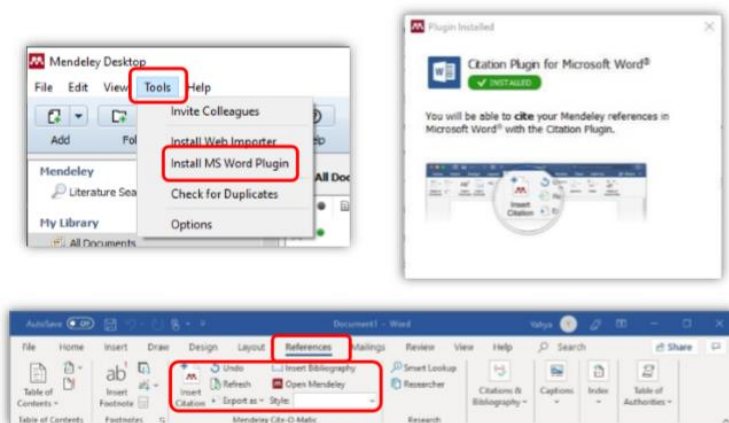 Mendeley Desktop
File Edit View Tools Help
Invite Colleagues
Install Web Importer
Install MS Word Plugin
Check for Duplicates
Options
Add
Mendeley
Literature Sea
My Library
All Documents
All Doc
Plugin Installed
Citation Plugin for Microsoft Word®
INSTALLED
You will be able to cite your Mendeley references in
Microsoft Word® with the Citation Plugin.
Insert
Citation
AutoSave Off
Document1 - Word
Yahya
File Home Insert Draw Design Layout References Mailings Review View Help Search Share
Table of
Contents
Insert
Footnote
ab
Insert
Citation
Undo
Refresh
Export as
Insert Bibliography
Open Mendeley
Style:
Smart Lookup
Researcher
Citations &
Bibliography
Captions
Index
Table of
Authorities
Table of Contents
Footnotes
Mendeley Cite-O-Matic
Research